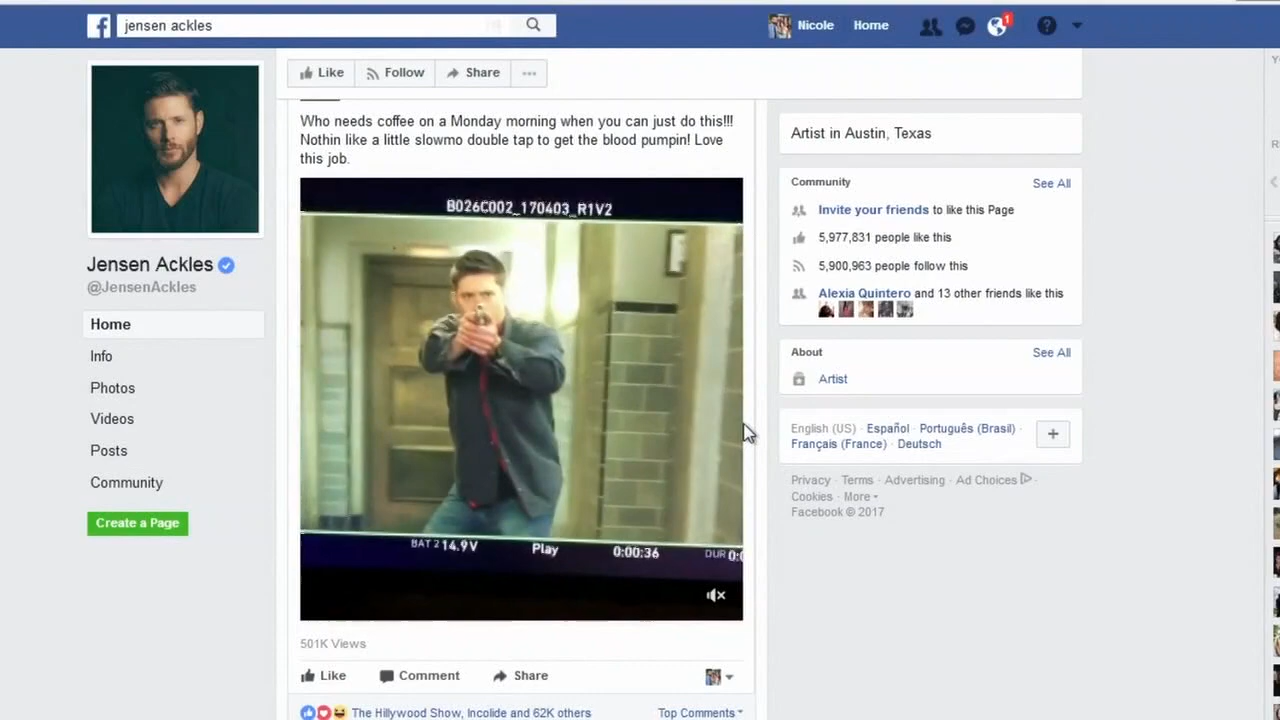 jensen ackles
Nicole
Home
1
Like
Follow
Share
Who needs coffee on a Monday morning when you can just do this!!!
Nothin like a little slowmo double tap to get the blood pumpin! Love
this job.
B026C002_170403_R1V2
BAT 2 14.9V
Play
0:00:36
DUR 0:0
501K Views
Like
Comment
Share
The Hillywood Show, Incolide and 62K others
Top Comments
Jensen Ackles
@JensenAckles
Home
Info
Photos
Videos
Posts
Community
Create a Page
Artist in Austin, Texas
Community
See All
Invite your friends to like this Page
5,977,831 people like this
5,900,963 people follow this
Alexia Quintero and 13 other friends like this
About
See All
Artist
English (US) · Español · Português (Brasil) ·
Français (France) · Deutsch
Privacy · Terms · Advertising · Ad Choices ·
Cookies · More
Facebook © 2017